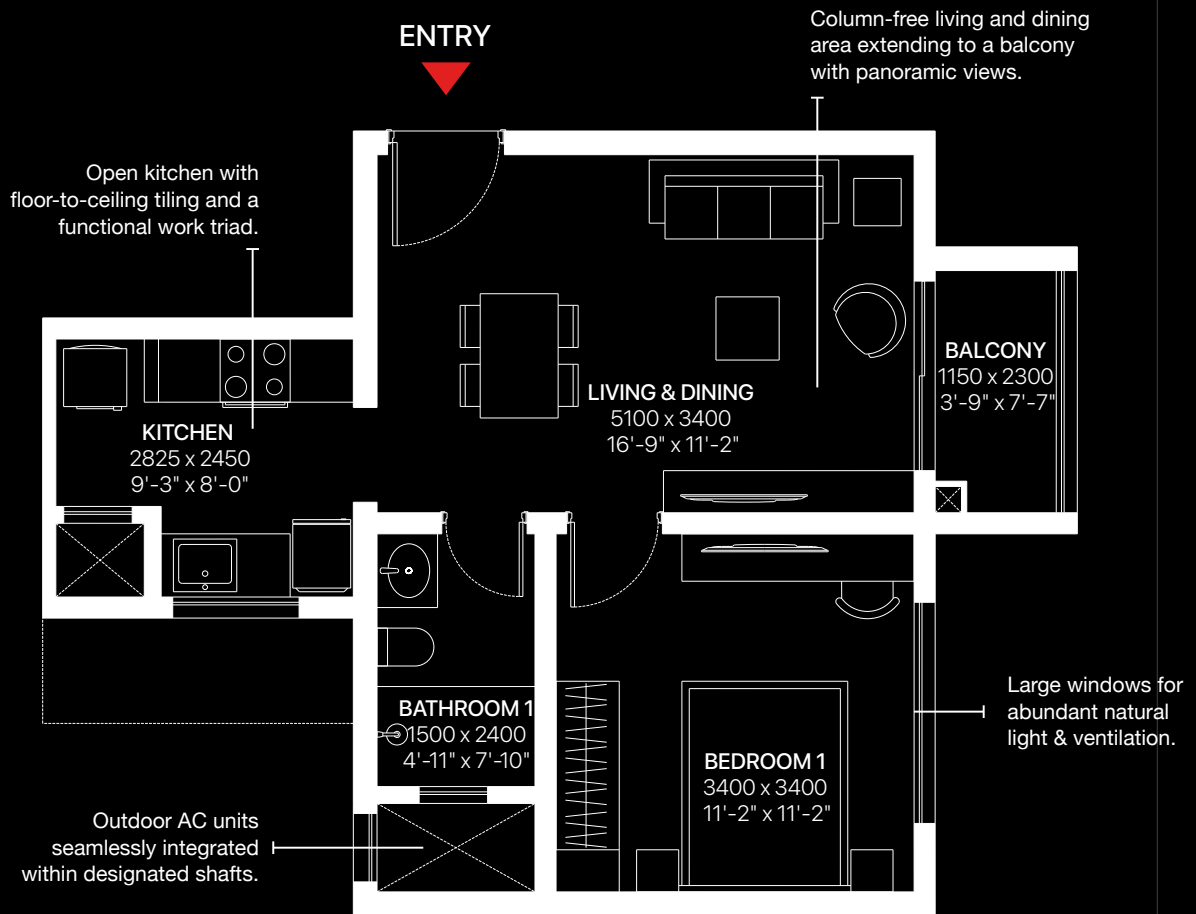 ENTRY
Column-free living and dining
area extending to a balcony
with panoramic views.
Open kitchen with
floor-to-ceiling tiling and a
functional work triad.
BALCONY
1150 x 2300
3'-9" x 7'-7"
LIVING & DINING
5100 x 3400
16'-9" x 11'-2"
KITCHEN
2825 x 2450
9'-3" x 8'-0"
Large windows for
abundant natural
light & ventilation.
BATHROOM 1
1500 x 2400
4'-11" x 7'-10"
BEDROOM 1
3400 x 3400
11'-2" x 11'-2"
Outdoor AC units
seamlessly integrated
within designated shafts.